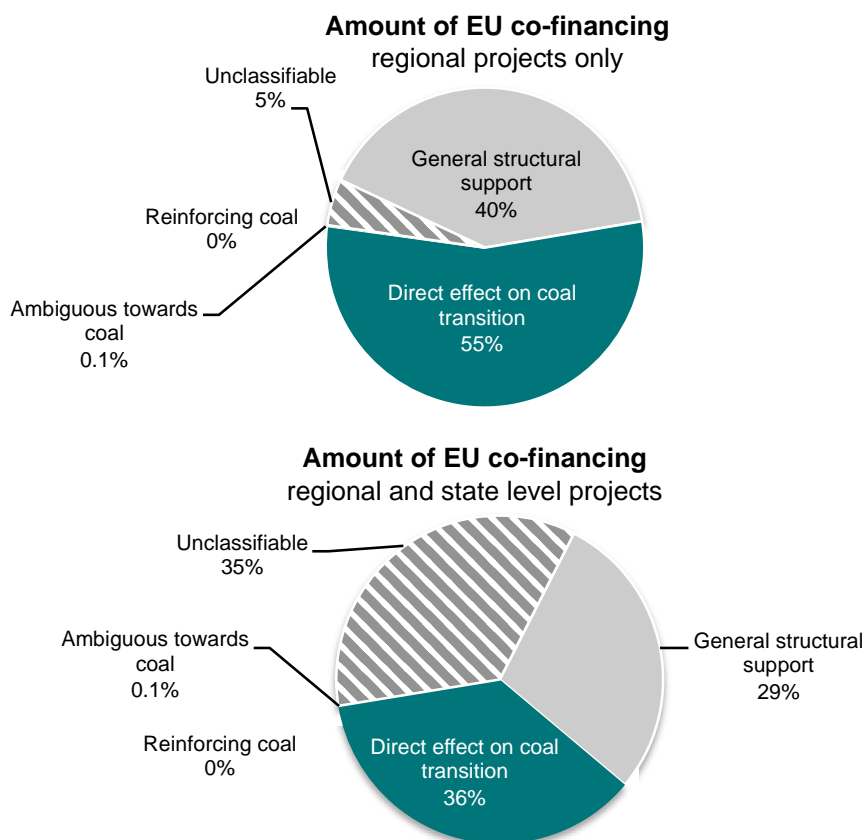 Amount of EU co-financing
regional projects only
Unclassifiable
5%
General structural
support
40%
Reinforcing coal
0%
Ambiguous towards
coal
0.1%
Direct effect on coal
transition
55%
Amount of EU co-financing
regional and state level projects
Unclassifiable
35%
Ambiguous towards
coal
0.1%
General structural
support
29%
Reinforcing coal
0%
Direct effect on coal
transition
36%